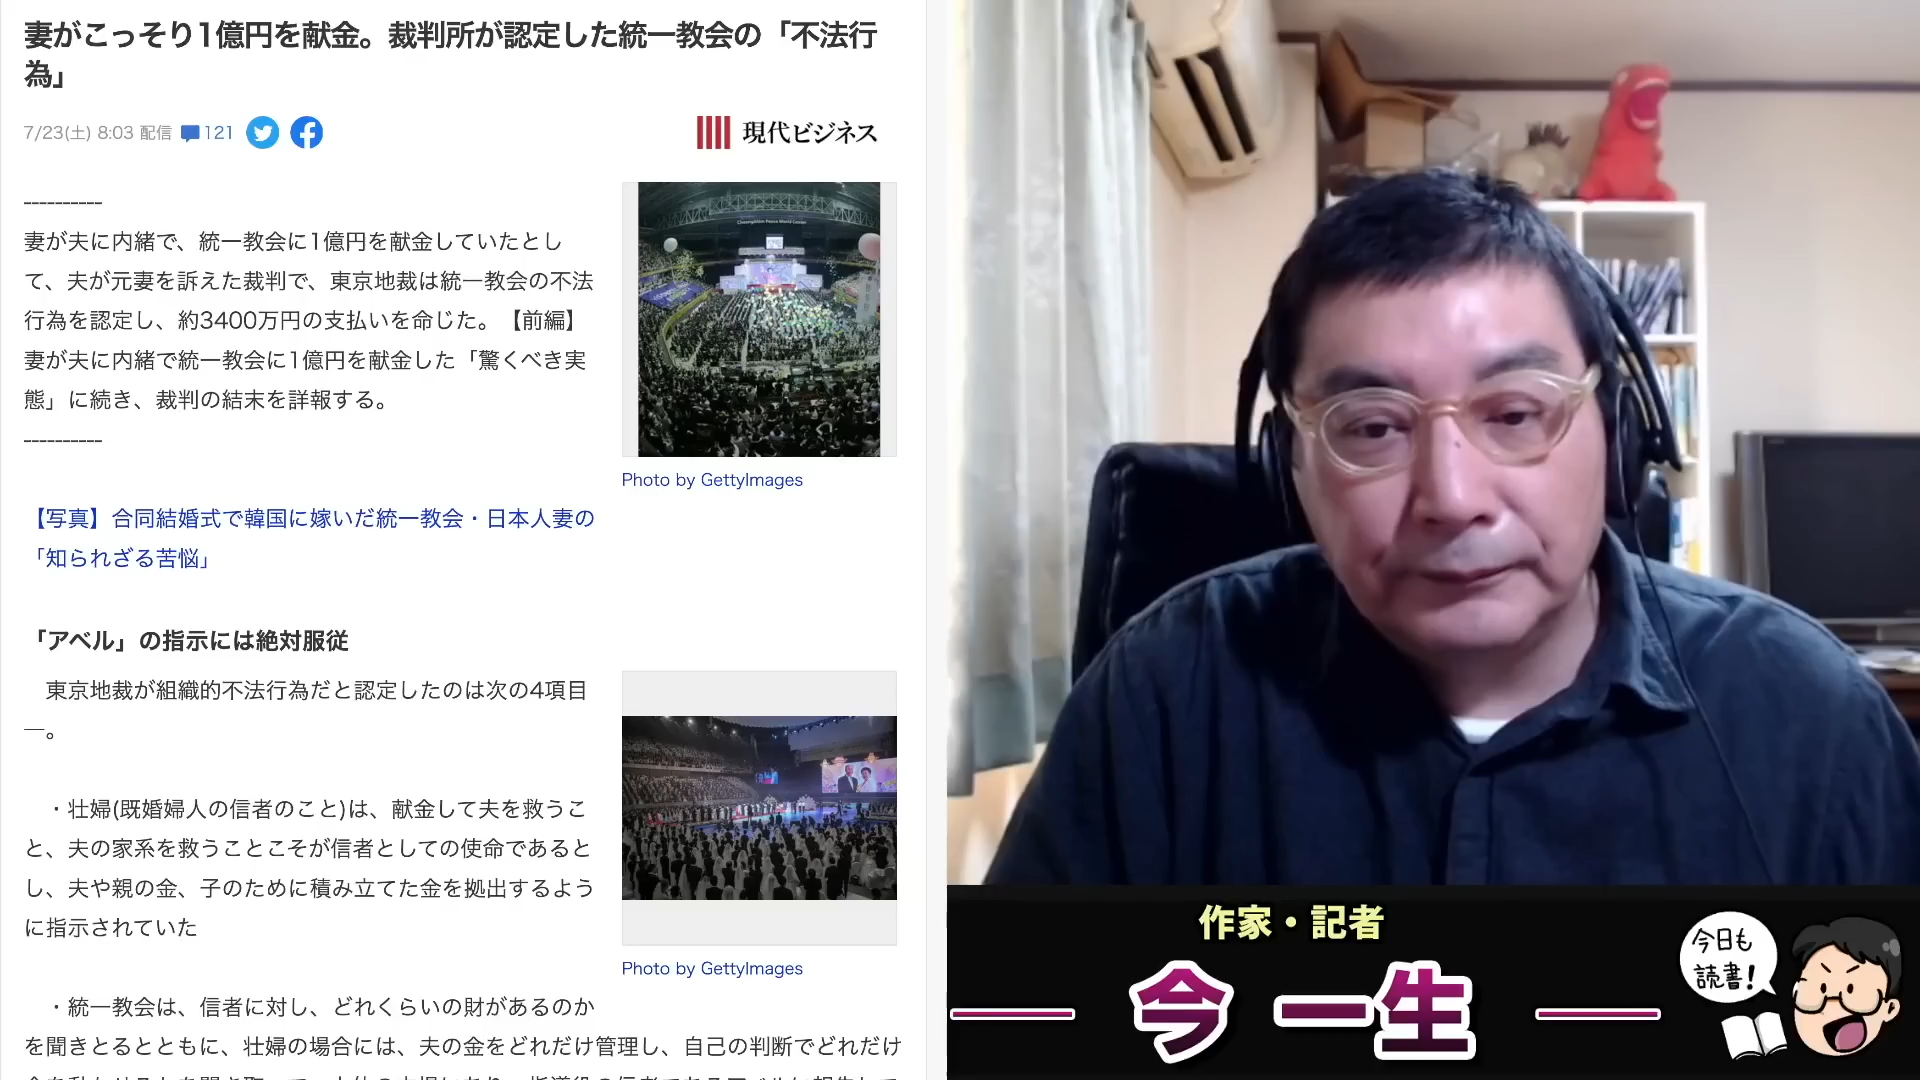 妻がこっそり1億円を献金。裁判所が認定した統一教会の「不法行
為」
7/23(土) 8:03 配信 121
現代ビジネス
----------
妻が夫に内緒で、統一教会に1億円を献金していたとし
て、夫が元妻を訴えた裁判で、東京地裁は統一教会の不法
行為を認定し、約3400万円の支払いを命じた。【前編】
妻が夫に内緒で統一教会に1億円を献金した「驚くべき実
態」に続き、裁判の結末を詳報する。
----------
Photo by GettyImages
【写真】合同結婚式で韓国に嫁いだ統一教会・日本人妻の
「知られざる苦悩」
「アベル」の指示には絶対服従
東京地裁が組織的不法行為だと認定したのは次の4項目
―。
・壮婦(既婚婦人の信者のこと)は、献金して夫を救うこ
と、夫の家系を救うことこそが信者としての使命であると
し、夫や親の金、子のために積み立てた金を拠出するよう
に指示されていた
Photo by GettyImages
・統一教会は、信者に対し、どれくらいの財があるのか
を聞きとるとともに、壮婦の場合には、夫の金をどれだけ管理し、自己の判断でどれだけ
作家・記者
今 一生
今日も
読書!